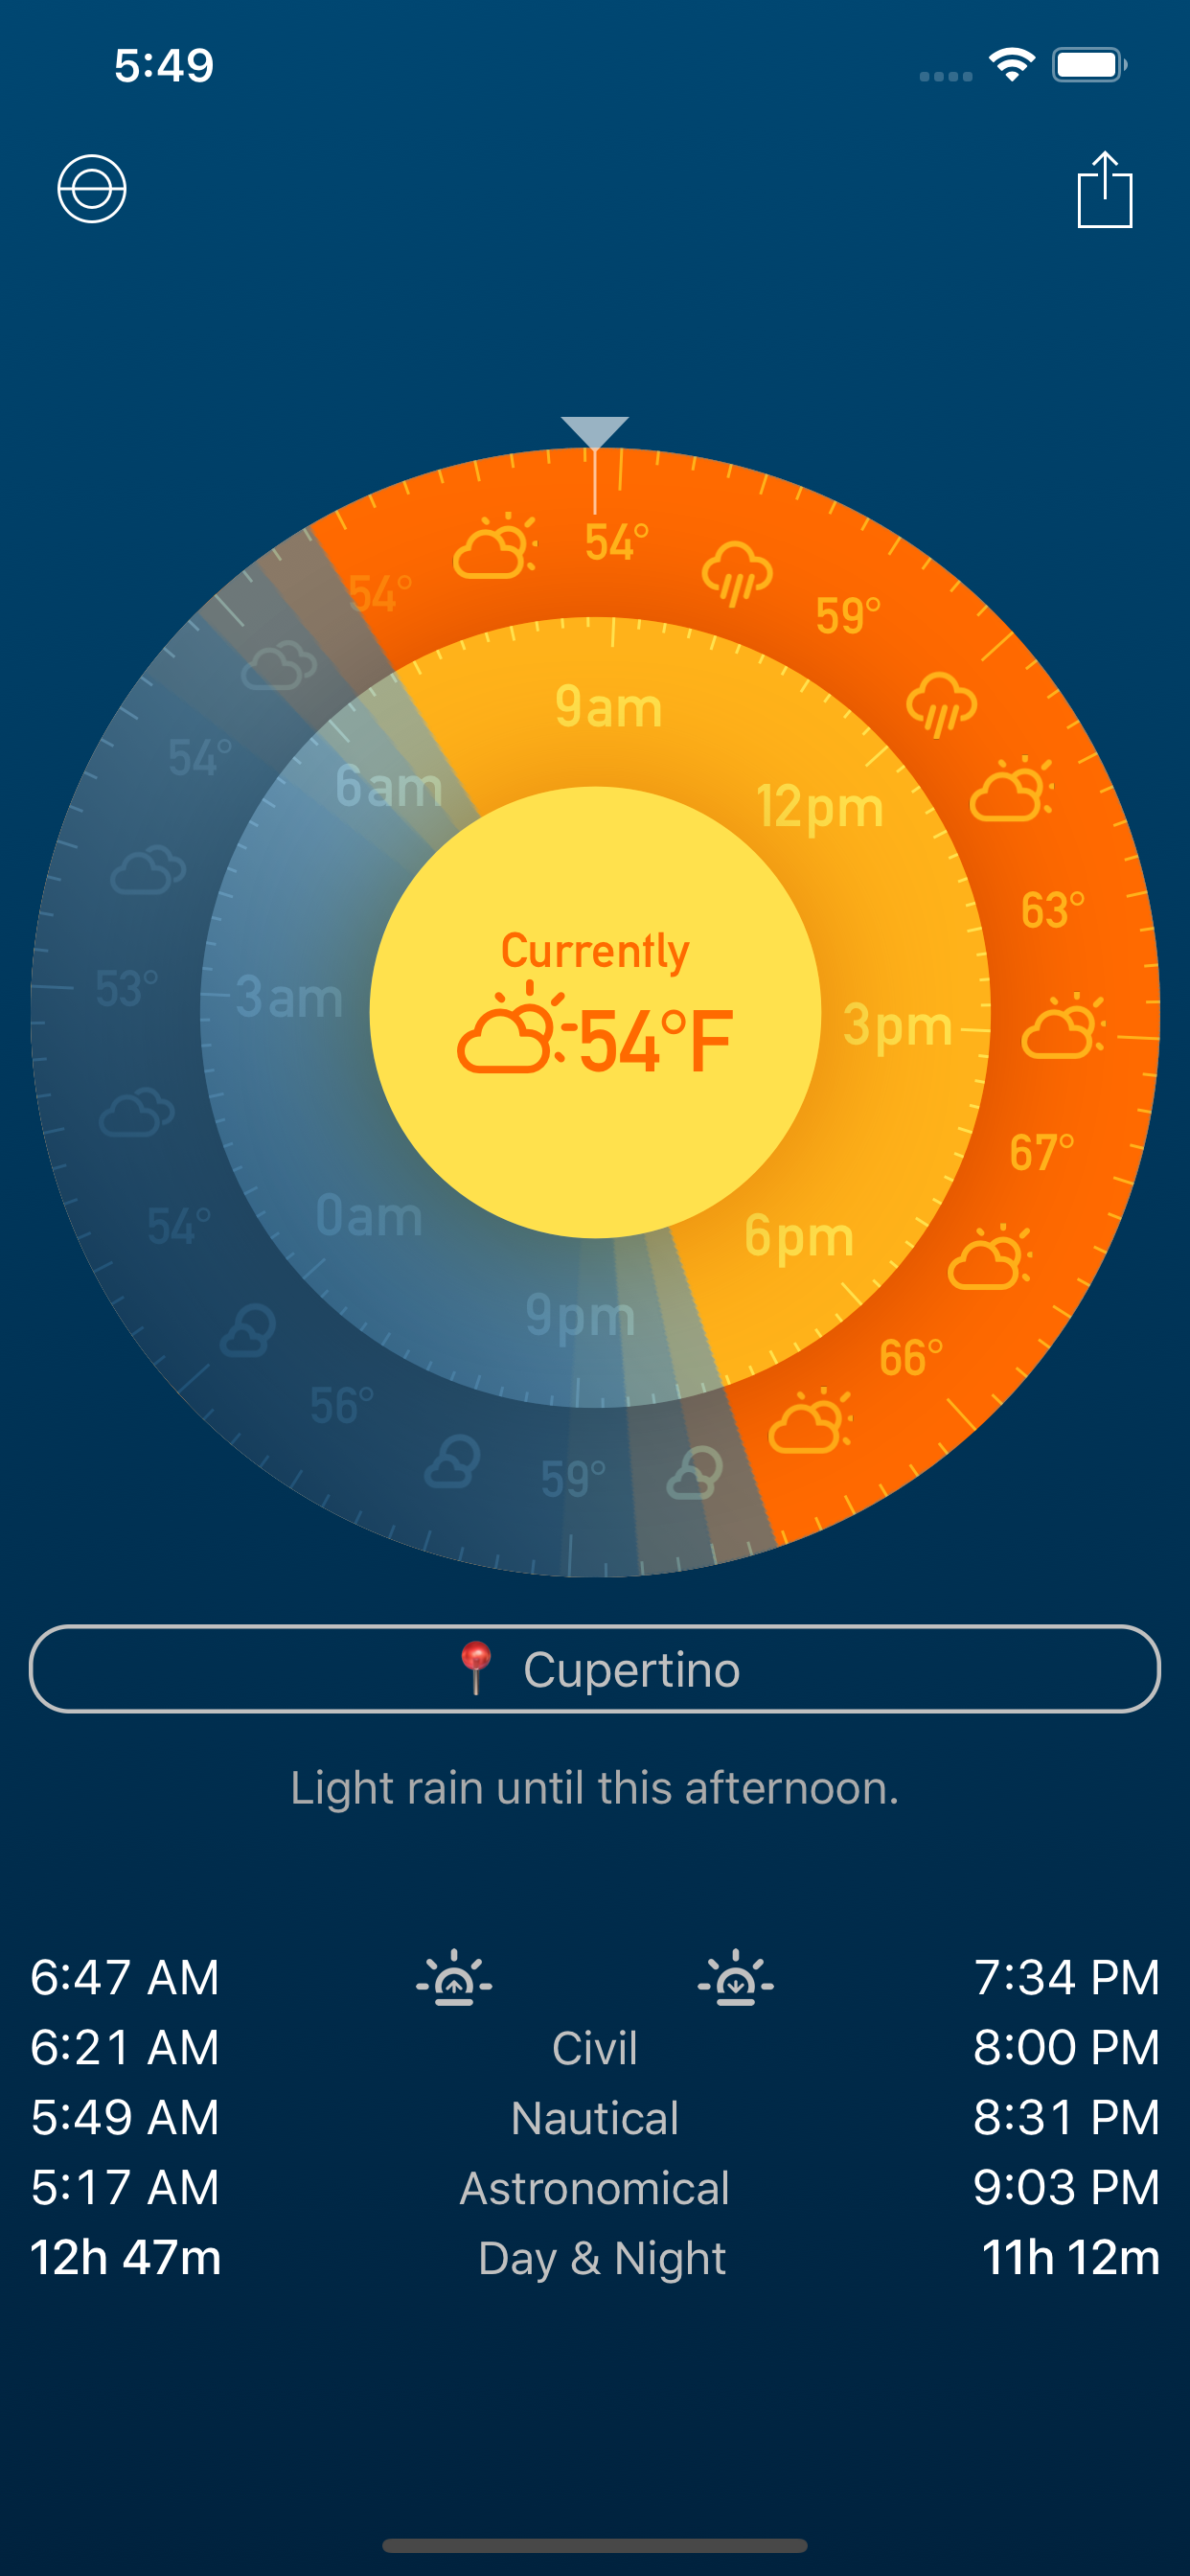 5:49
54°
54°
59°
54°
9am
6am
12pm
54°
63°
Currently
54°F
53°
3am
3pm
67°
54°
0am
6pm
9pm
66°
56°
59°
📍 Cupertino
Light rain until this afternoon.
6:47 AM 7:34 PM
6:21 AM Civil 8:00 PM
5:49 AM Nautical 8:31 PM
5:17 AM Astronomical 9:03 PM
12h 47m Day & Night 11h 12m